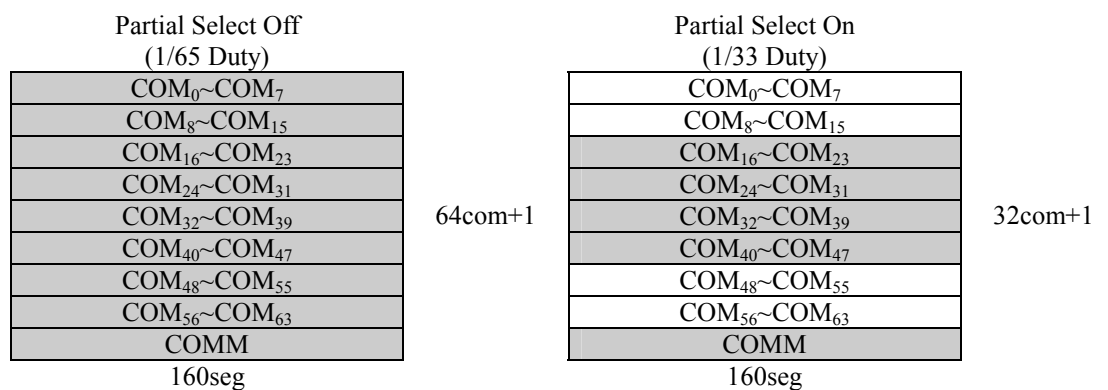 Partial Select Off
(1/65 Duty)
COM₀~COM₇
COM₈~COM₁₅
COM₁₆~COM₂₃
COM₂₄~COM₃₁
COM₃₂~COM₃₉
COM₄₀~COM₄₇
COM₄₈~COM₅₅
COM₅₆~COM₆₃
COMM
160seg
64com+1
Partial Select On
(1/33 Duty)
COM₀~COM₇
COM₈~COM₁₅
COM₁₆~COM₂₃
COM₂₄~COM₃₁
COM₃₂~COM₃₉
COM₄₀~COM₄₇
COM₄₈~COM₅₅
COM₅₆~COM₆₃
COMM
160seg
32com+1